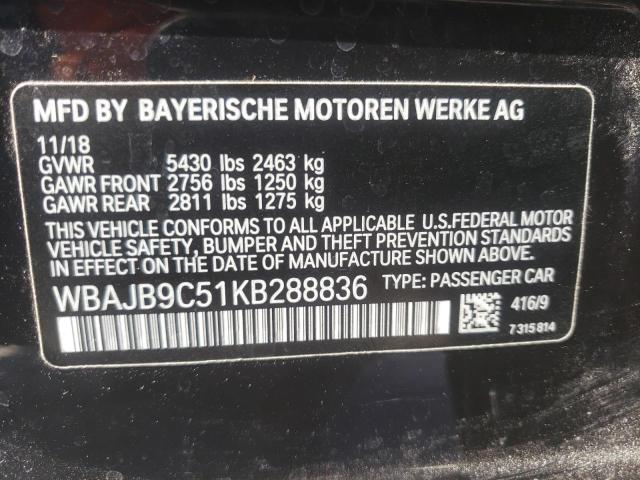 MFD BY BAYERISCHE MOTOREN WERKE AG
11/18
GVWR 5430 lbs 2463 kg
GAWR FRONT 2756 lbs 1250 kg
GAWR REAR 2811 lbs 1275 kg
THIS VEHICLE CONFORMS TO ALL APPLICABLE U.S.FEDERAL MOTOR
VEHICLE SAFETY, BUMPER AND THEFT PREVENTION STANDARDS
IN EFFECT ON THE DATE OF MANUFACTURE SHOWN ABOVE.
WBAJB9C51KB288836 TYPE: PASSENGER CAR
416/9
7315814